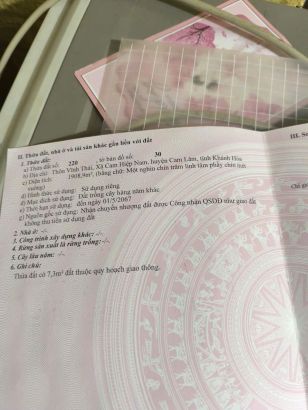 II. Thửa đất, nhà ở và tài sản khác gắn liền với đất
1. Thửa đất:
a) Thửa đất số: 220 tờ bản đồ số: 30
b) Địa chỉ: Thôn Vĩnh Thái, Xã Cam Hiệp Nam, huyện Cam Lâm, tỉnh Khánh Hòa
c) Diện tích: 1908,9m², (bằng chữ: Một nghìn chín trăm linh tám phẩy chín mét
vuông)
d) Hình thức sử dụng: Sử dụng riêng
đ) Mục đích sử dụng: Đất trồng cây hàng năm khác
e) Thời hạn sử dụng: đến ngày 01/5/2067
g) Nguồn gốc sử dụng: Nhận chuyển nhượng đất được Công nhận QSDĐ như giao đất
không thu tiền sử dụng đất
2. Nhà ở: -/-.
3. Công trình xây dựng khác: -/-.
4. Rừng sản xuất là rừng trồng: -/-.
5. Cây lâu năm: -/-.
6. Ghi chú:
Thửa đất có 7,3m² đất thuộc quy hoạch giao thông.
III.